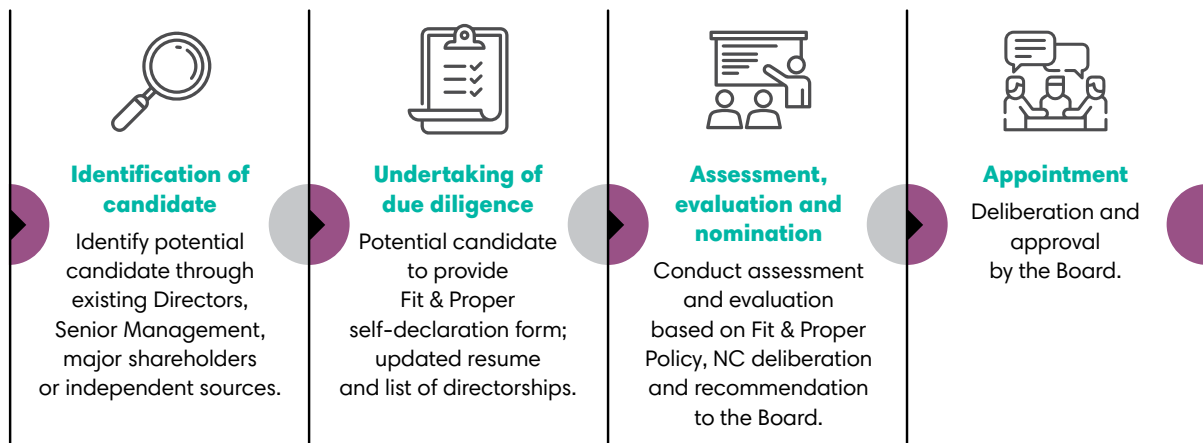 Identification of
candidate
Identify potential
candidate through
existing Directors,
Senior Management,
major shareholders
or independent sources.
Undertaking of
due diligence
Potential candidate
to provide
Fit & Proper
self-declaration form;
updated resume
and list of directorships.
Assessment,
evaluation and
nomination
Conduct assessment
and evaluation
based on Fit & Proper
Policy, NC deliberation
and recommendation
to the Board.
Appointment
Deliberation and
approval
by the Board.